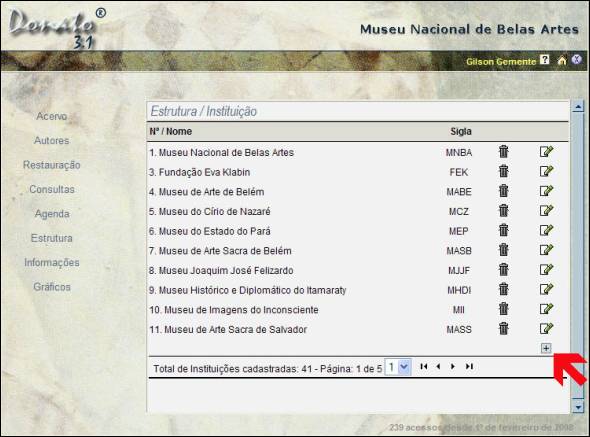 Donato ®
3.1
Museu Nacional de Belas Artes
Gilson Gemente ?
Acervo
Autores
Restauração
Consultas
Agenda
Estrutura
Informações
Gráficos
Estrutura / Instituição
Nº / Nome Sigla
1. Museu Nacional de Belas Artes MNBA
3. Fundação Eva Klabin FEK
4. Museu de Arte de Belém MABE
5. Museu do Círio de Nazaré MCZ
6. Museu do Estado do Pará MEP
7. Museu de Arte Sacra de Belém MASB
8. Museu Joaquim José Felizardo MJJF
9. Museu Histórico e Diplomático do Itamaraty MHDI
10. Museu de Imagens do Inconsciente MII
11. Museu de Arte Sacra de Salvador MASS
Total de Instituições cadastradas: 41 - Página: 1 de 5 1
239 acessos desde 1º de fevereiro de 2008